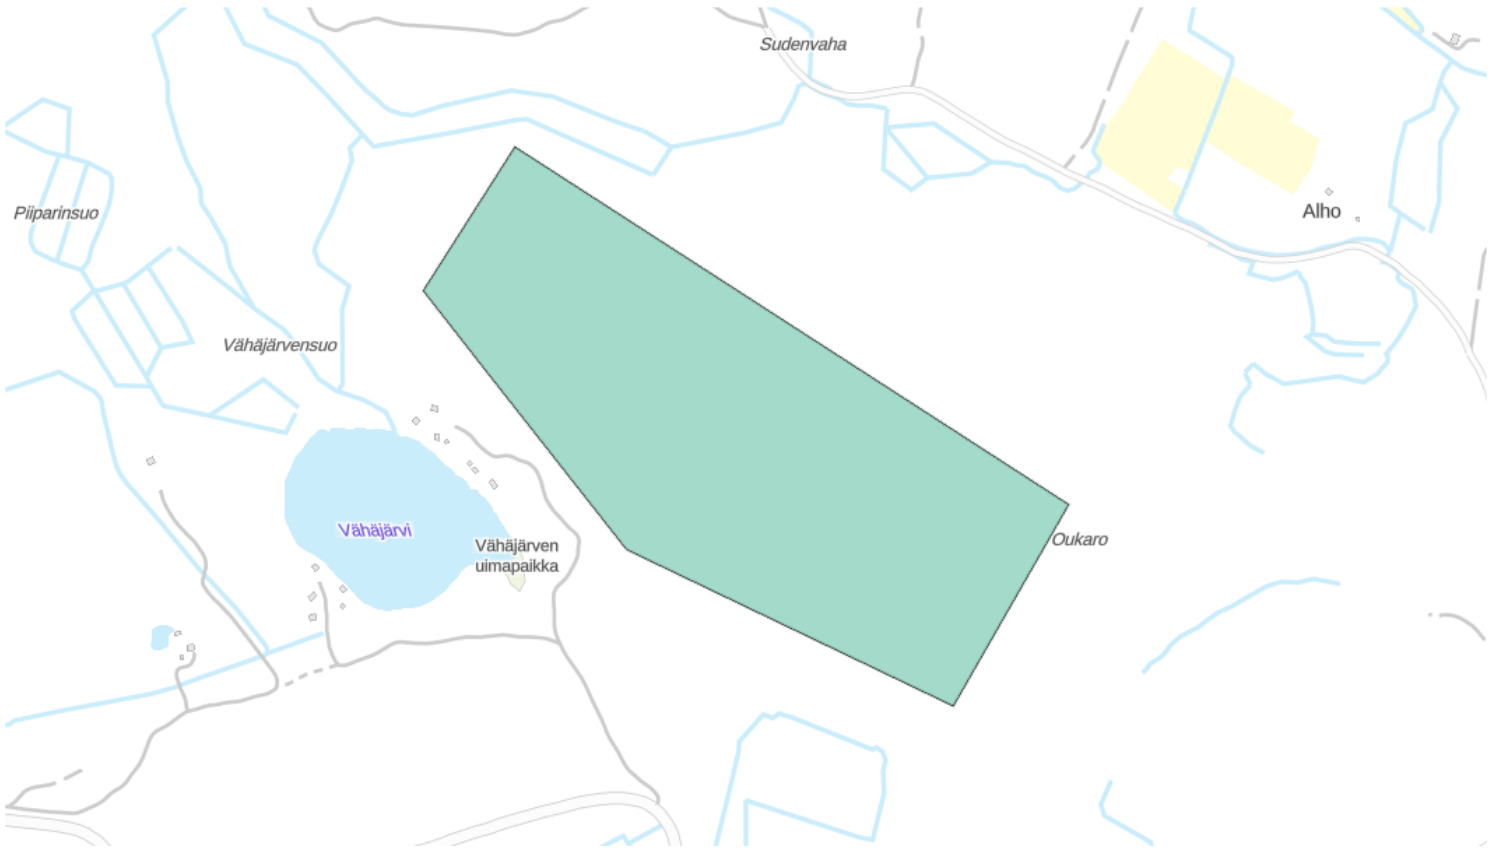 Sudenvaha
Piiparinsuo
Alho
Vähäjärvensuo
Vähäjärvi
Vähäjärven
uimapaikka
Oukaro